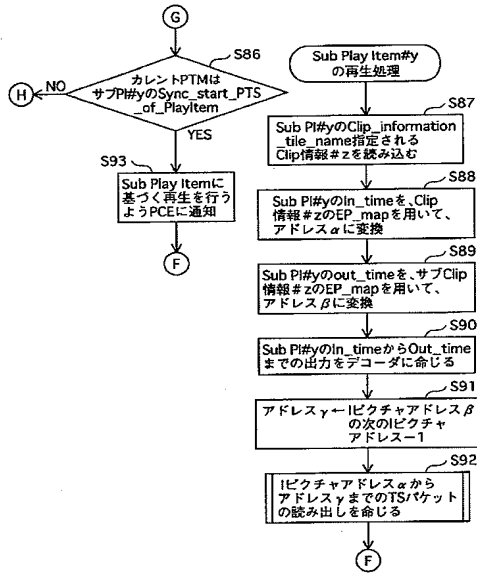 G
S86
カレントPTMは
サブPI#yのSync_start_PTS
_of_PlayItem
NO
H
YES
S93
Sub Play Itemに
基づく再生を行う
ようPCEに通知
F
Sub Play Item#y
の再生処理
S87
Sub PI#yのClip_information
_tile_name指定される
Clip情報#zを読み込む
S88
Sub PI#yのIn_timeを、Clip
情報#zのEP_mapを用いて、
アドレスαに変換
S89
Sub PI#yのout_timeを、サブClip
情報#zのEP_mapを用いて、
アドレスβに変換
S90
Sub PI#yのIn_timeからOut_time
までの出力をデコーダに命じる
S91
アドレスγ←Iピクチャアドレスβ
の次のIピクチャ
アドレス－1
S92
Iピクチャアドレスαから
アドレスγまでのTSパケット
の読み出しを命じる
F